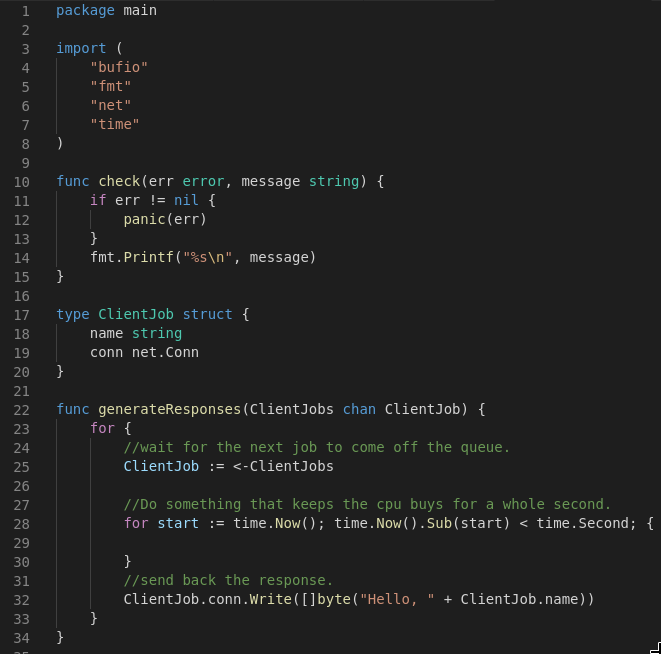 1 package main
2
3 import (
4     "bufio"
5     "fmt"
6     "net"
7     "time"
8 )
9
10 func check(err error, message string) {
11     if err != nil {
12         panic(err)
13     }
14     fmt.Printf("%s\n", message)
15 }
16
17 type ClientJob struct {
18     name string
19     conn net.Conn
20 }
21
22 func generateResponses(ClientJobs chan ClientJob) {
23     for {
24         //wait for the next job to come off the queue.
25         ClientJob := <-ClientJobs
26
27         //Do something that keeps the cpu buys for a whole second.
28         for start := time.Now(); time.Now().Sub(start) < time.Second; {
29
30         }
31         //send back the response.
32         ClientJob.conn.Write([]byte("Hello, " + ClientJob.name))
33     }
34 }